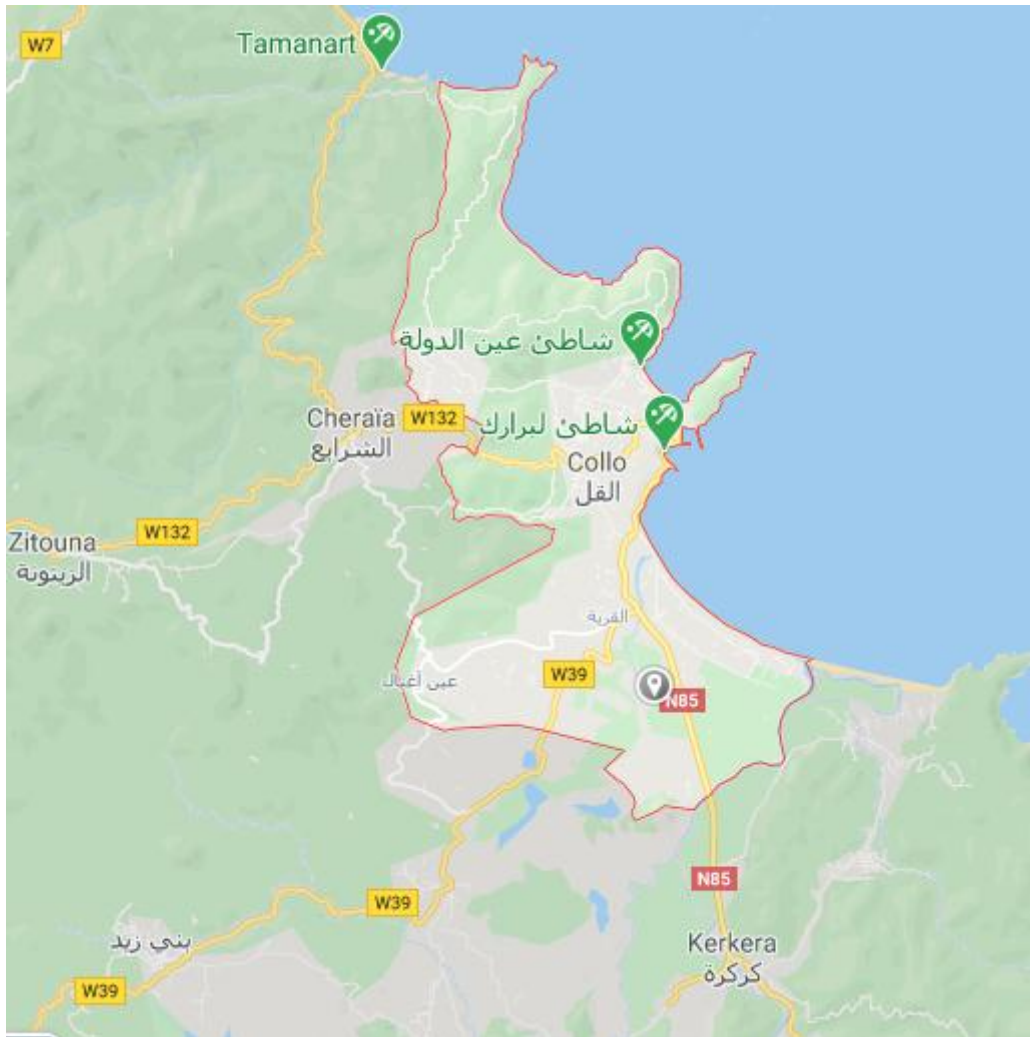 W7
Tamanart
شاطئ عين الدولة
Cheraïa
الشرايع
W132
شاطئ لبرارك
Collo
القل
W132
Zitouna
الزيتونة
القرية
عين أغبال
W39
N85
N85
W39
بني زيد
Kerkera
كركرة
W39